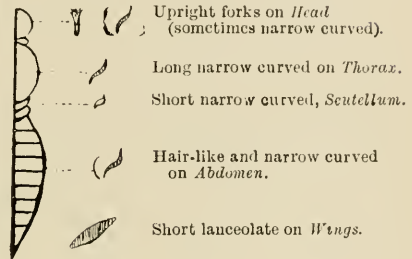 Upright forks on Head
(sometimes narrow curved).
Long narrow curved on Thorax.
Short narrow curved, Scutellum.
Hair-like and narrow curved
on Abdomen.
Short lanceolate on Wings.